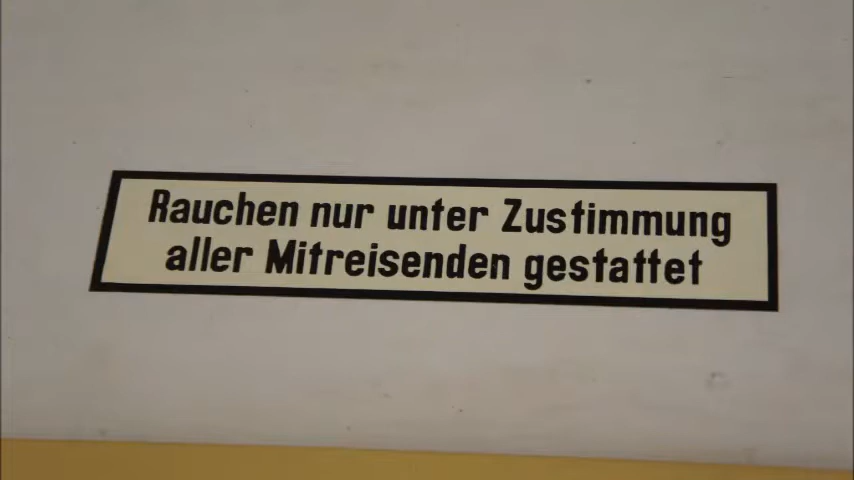 Rauchen nur unter Zustimmung
aller Mitreisenden gestattet